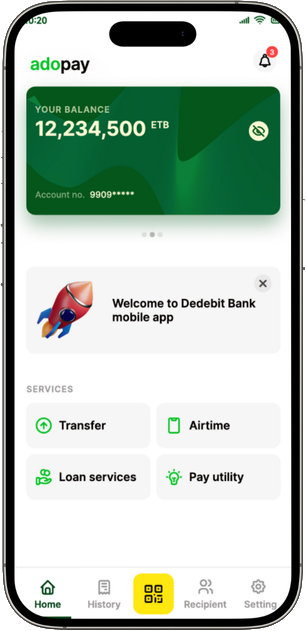 0:20
adopay
3
YOUR BALANCE
12,234,500 ETB
Account no. 9909*****
Welcome to Dedebit Bank
mobile app
SERVICES
Transfer
Airtime
Loan services
Pay utility
Home
History
Recipient
Setting